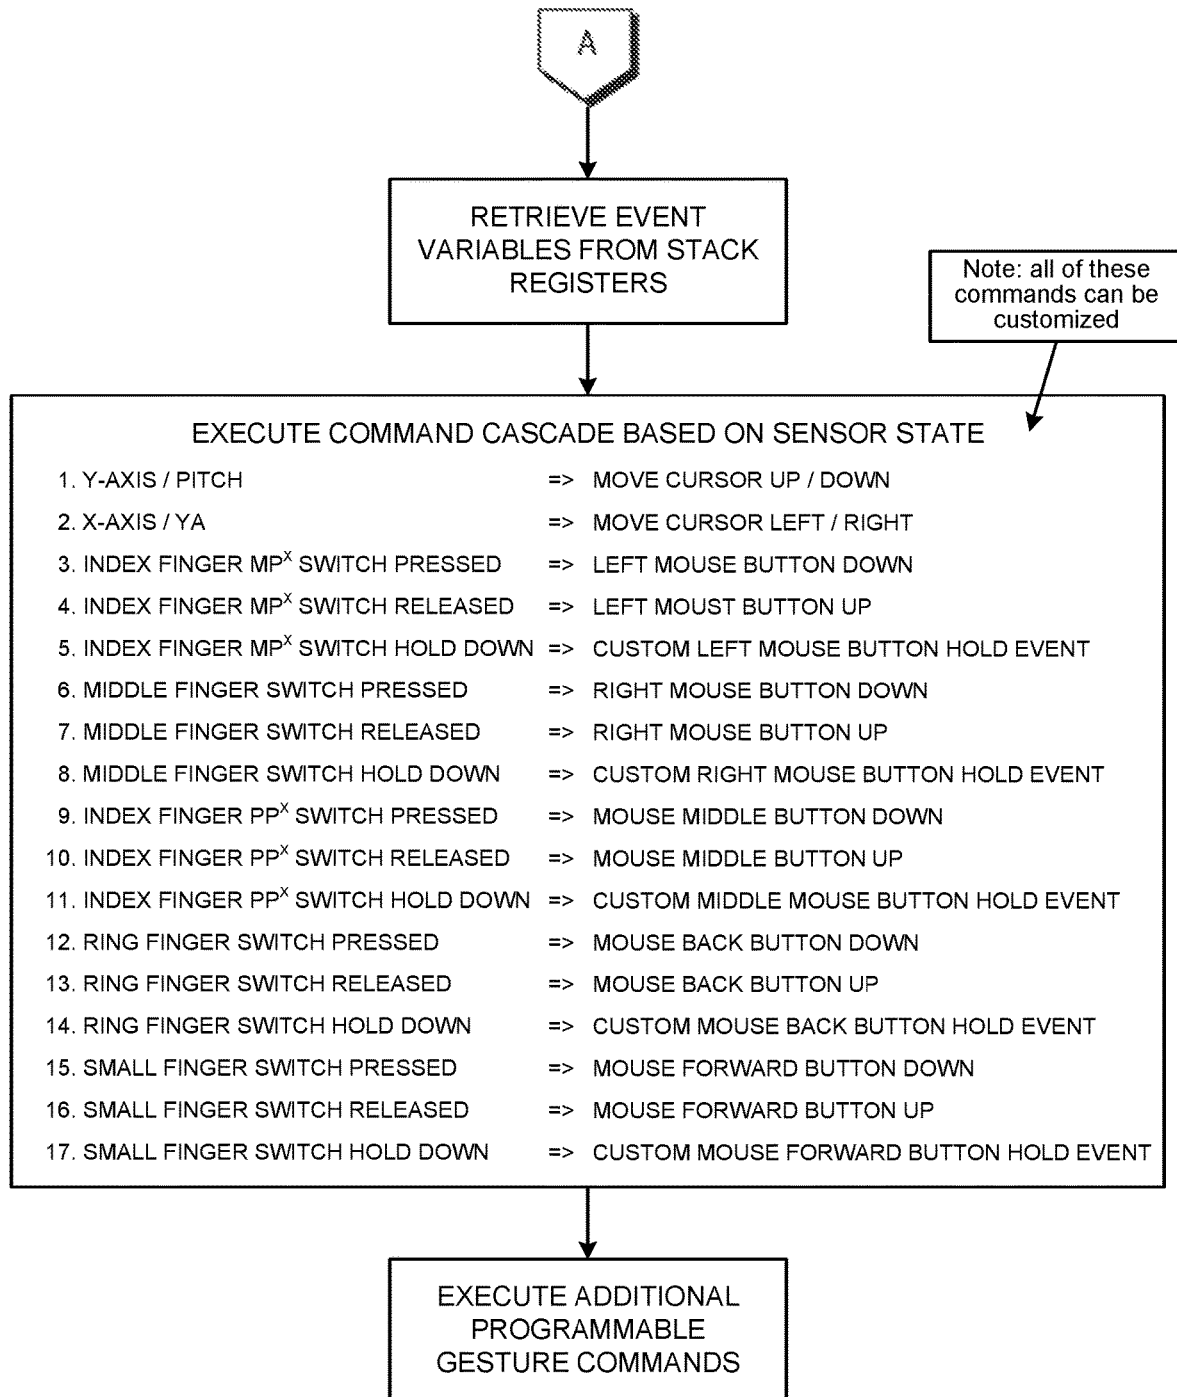 A
RETRIEVE EVENT
VARIABLES FROM STACK
REGISTERS
Note: all of these
commands can be
customized
EXECUTE COMMAND CASCADE BASED ON SENSOR STATE
1. Y-AXIS / PITCH => MOVE CURSOR UP / DOWN
2. X-AXIS / YA => MOVE CURSOR LEFT / RIGHT
3. INDEX FINGER MPˣ SWITCH PRESSED => LEFT MOUSE BUTTON DOWN
4. INDEX FINGER MPˣ SWITCH RELEASED => LEFT MOUST BUTTON UP
5. INDEX FINGER MPˣ SWITCH HOLD DOWN => CUSTOM LEFT MOUSE BUTTON HOLD EVENT
6. MIDDLE FINGER SWITCH PRESSED => RIGHT MOUSE BUTTON DOWN
7. MIDDLE FINGER SWITCH RELEASED => RIGHT MOUSE BUTTON UP
8. MIDDLE FINGER SWITCH HOLD DOWN => CUSTOM RIGHT MOUSE BUTTON HOLD EVENT
9. INDEX FINGER PPˣ SWITCH PRESSED => MOUSE MIDDLE BUTTON DOWN
10. INDEX FINGER PPˣ SWITCH RELEASED => MOUSE MIDDLE BUTTON UP
11. INDEX FINGER PPˣ SWITCH HOLD DOWN => CUSTOM MIDDLE MOUSE BUTTON HOLD EVENT
12. RING FINGER SWITCH PRESSED => MOUSE BACK BUTTON DOWN
13. RING FINGER SWITCH RELEASED => MOUSE BACK BUTTON UP
14. RING FINGER SWITCH HOLD DOWN => CUSTOM MOUSE BACK BUTTON HOLD EVENT
15. SMALL FINGER SWITCH PRESSED => MOUSE FORWARD BUTTON DOWN
16. SMALL FINGER SWITCH RELEASED => MOUSE FORWARD BUTTON UP
17. SMALL FINGER SWITCH HOLD DOWN => CUSTOM MOUSE FORWARD BUTTON HOLD EVENT
EXECUTE ADDITIONAL
PROGRAMMABLE
GESTURE COMMANDS